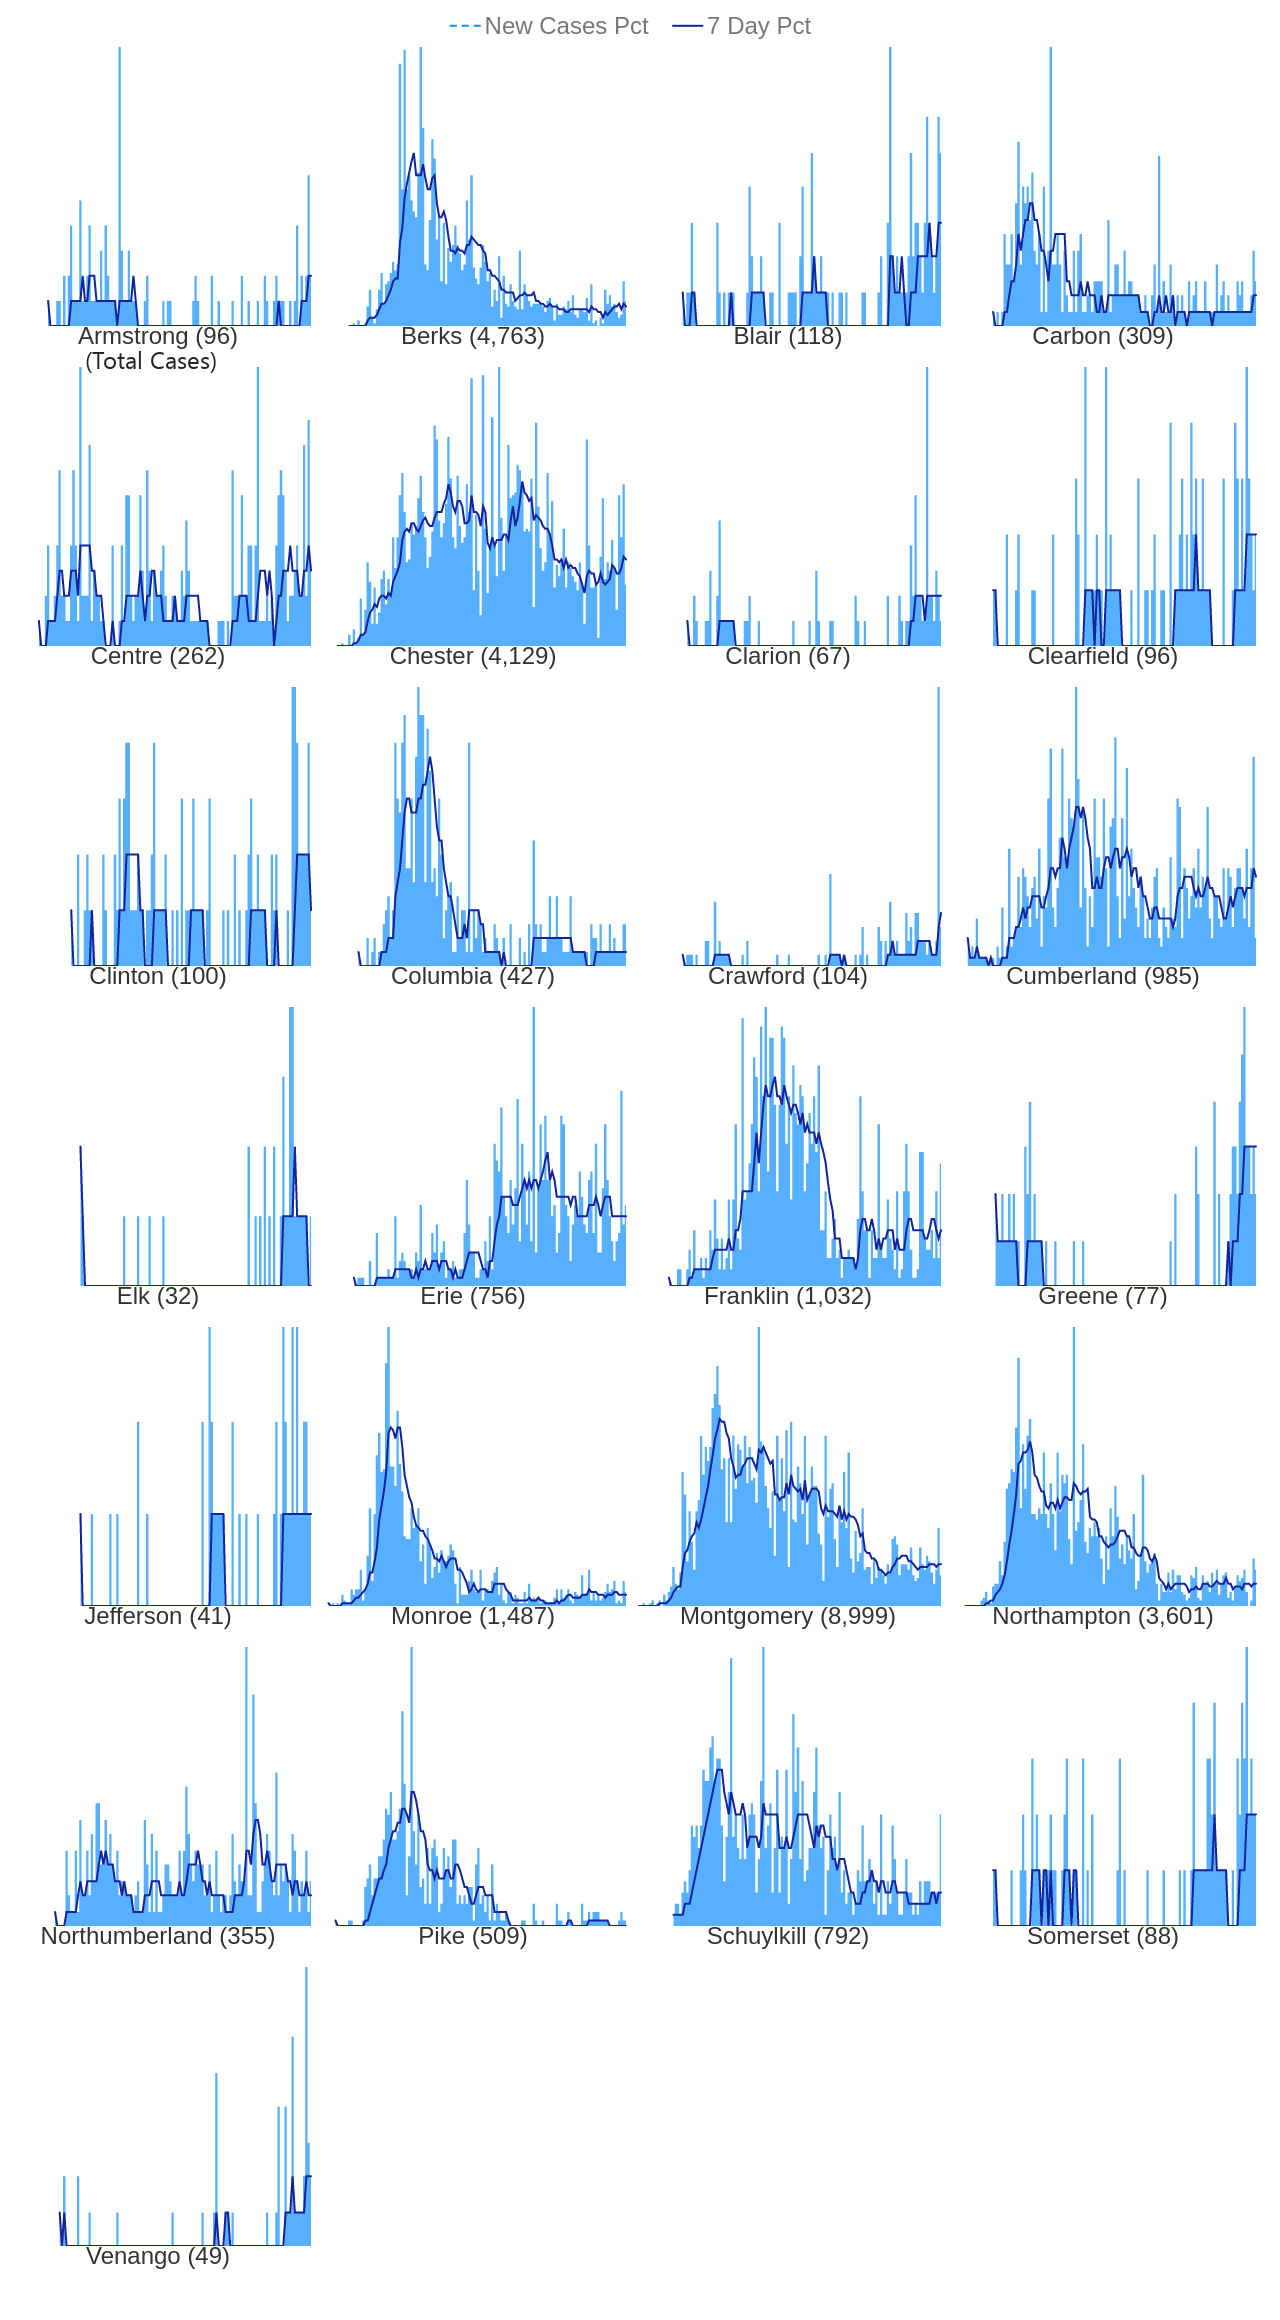 New Cases Pct 7 Day Pct
Armstrong (96) Berks (4,763) Blair (118) Carbon (309)
(Total Cases)
Centre (262) Chester (4,129) Clarion (67) Clearfield (96)
Clinton (100) Columbia (427) Crawford (104) Cumberland (985)
Elk (32) Erie (756) Franklin (1,032) Greene (77)
Jefferson (41) Monroe (1,487) Montgomery (8,999) Northampton (3,601)
Northumberland (355) Pike (509) Schuylkill (792) Somerset (88)
Venango (49)